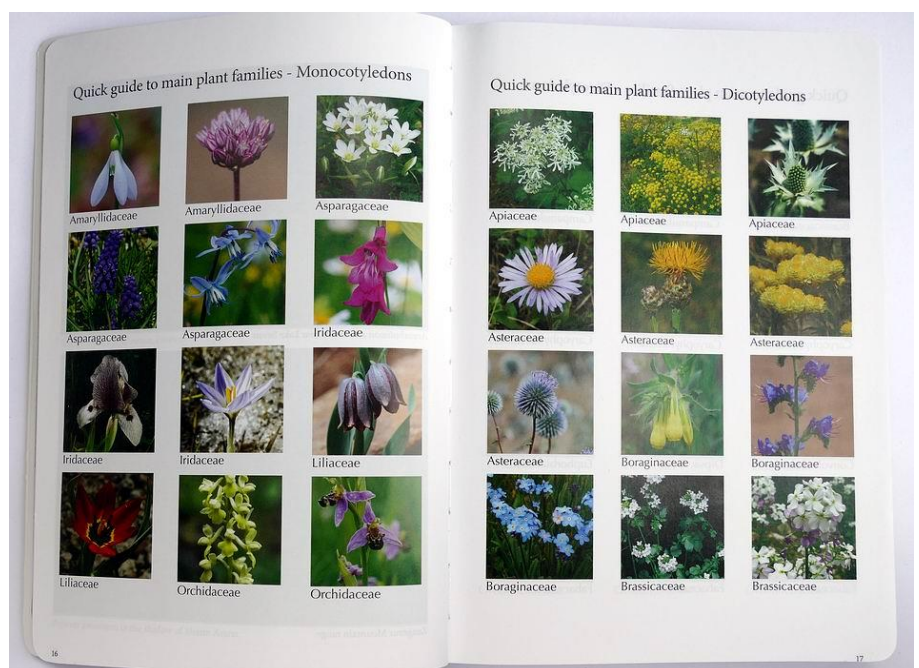 Quick guide to main plant families - Monocotyledons
Amaryllidaceae
Amaryllidaceae
Asparagaceae
Asparagaceae
Asparagaceae
Iridaceae
Iridaceae
Iridaceae
Liliaceae
Liliaceae
Orchidaceae
Orchidaceae
16
Quick guide to main plant families - Dicotyledons
Apiaceae
Apiaceae
Apiaceae
Asteraceae
Asteraceae
Asteraceae
Asteraceae
Boraginaceae
Boraginaceae
Boraginaceae
Brassicaceae
Brassicaceae
17